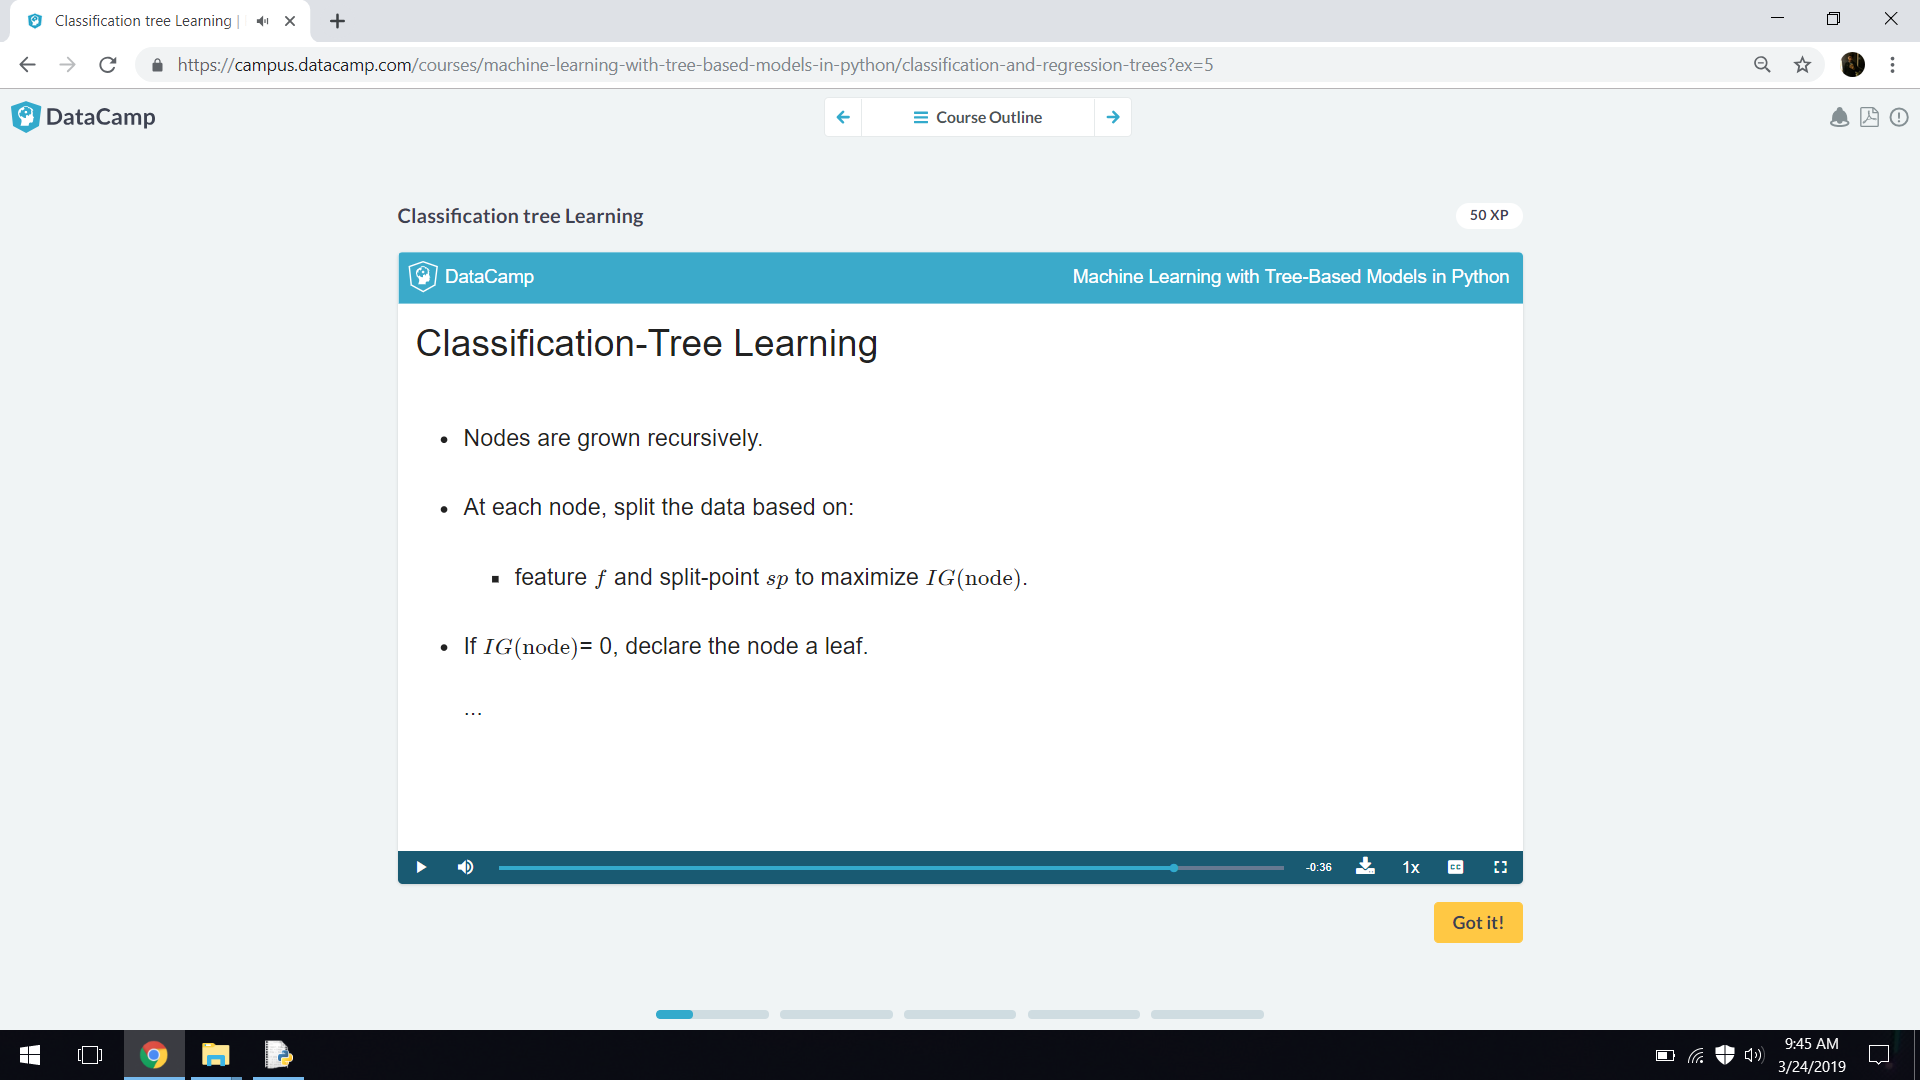 Classification tree Learning |
https://campus.datacamp.com/courses/machine-learning-with-tree-based-models-in-python/classification-and-regression-trees?ex=5
DataCamp
Course Outline
Classification tree Learning
50 XP
DataCamp
Machine Learning with Tree-Based Models in Python
Classification-Tree Learning
• Nodes are grown recursively.
• At each node, split the data based on:
▪ feature f and split-point sp to maximize IG(node).
• If IG(node)= 0, declare the node a leaf.
...
-0:36
1x
CC
Got it!
9:45 AM
3/24/2019